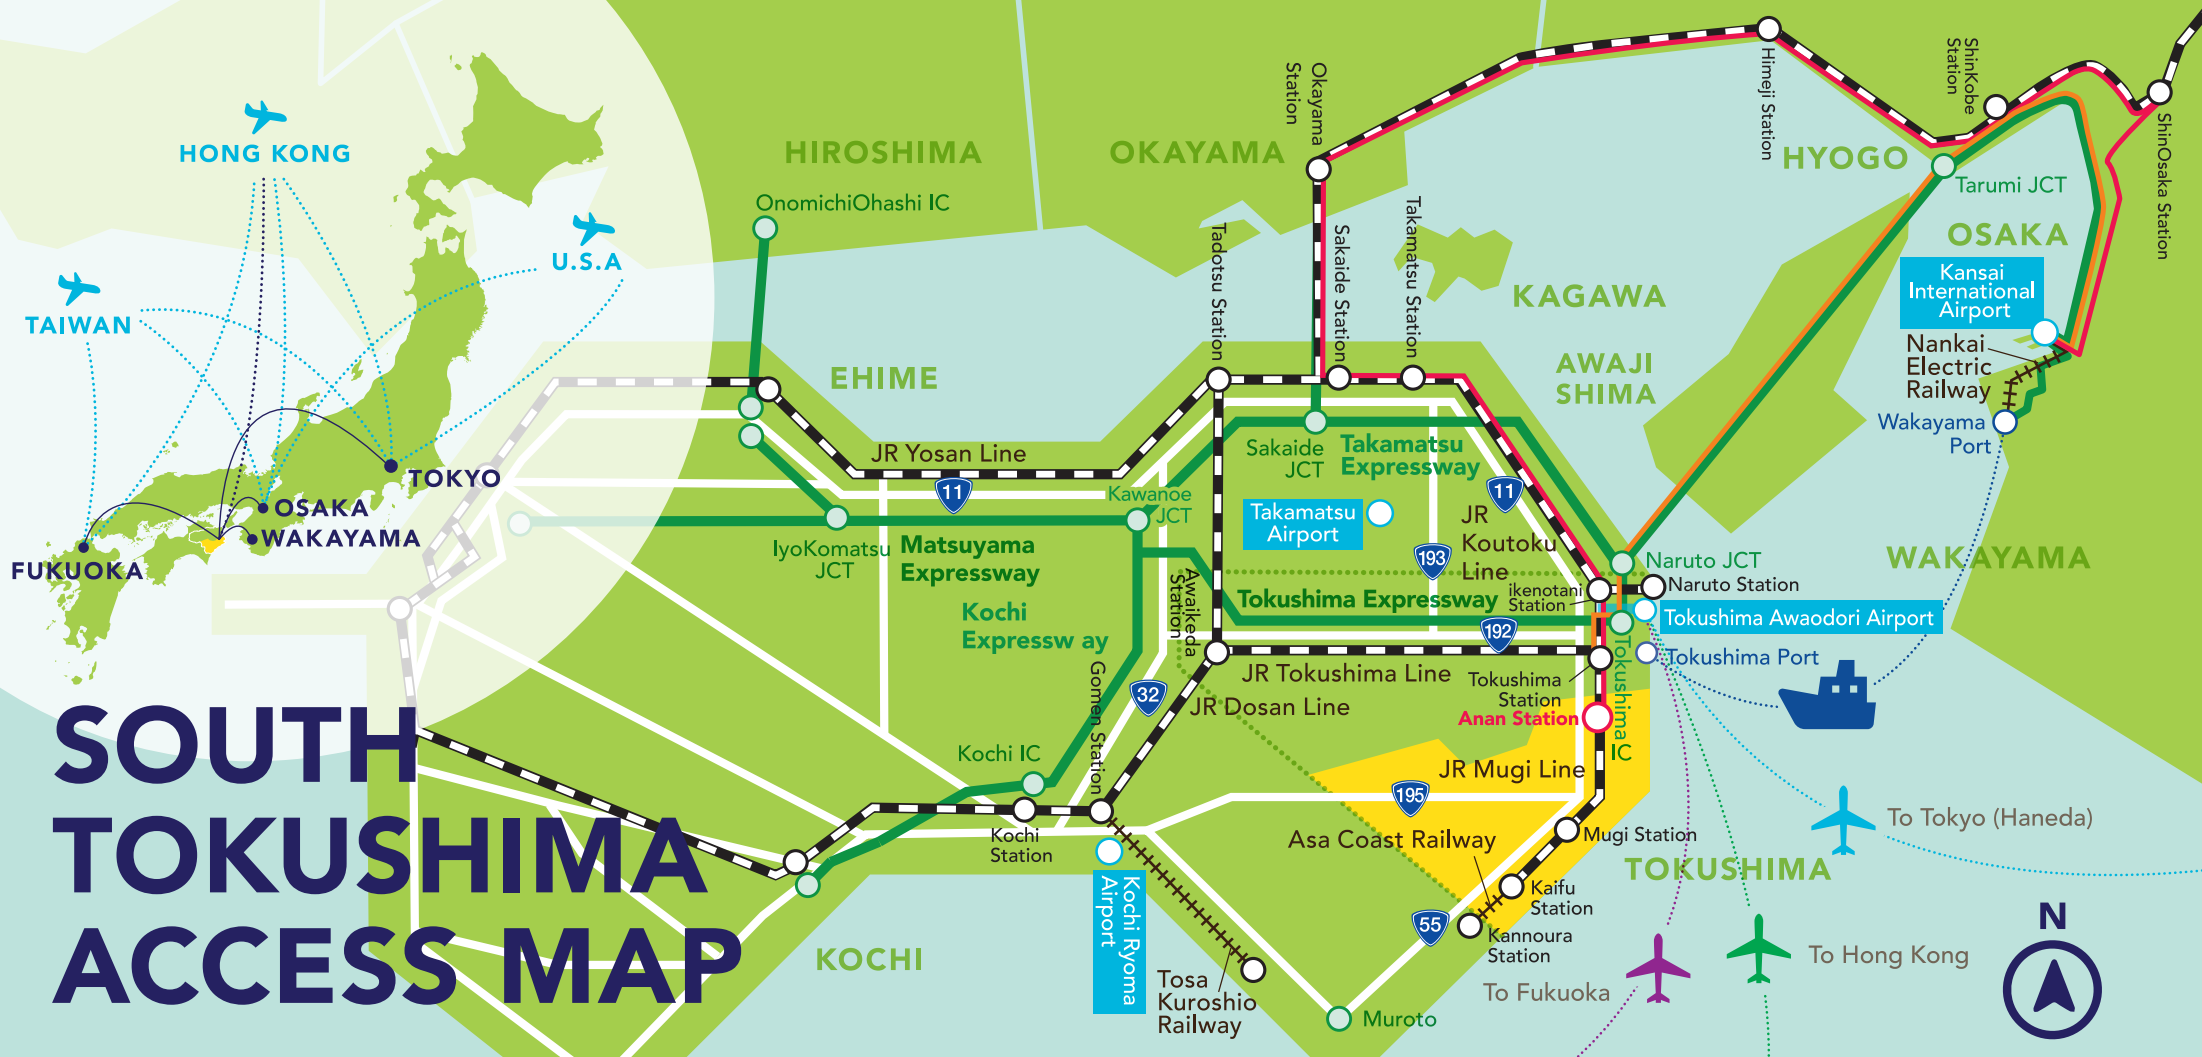 HONG KONG
U.S.A
TAIWAN
TOKYO
OSAKA
WAKAYAMA
FUKUOKA
SOUTH
TOKUSHIMA
ACCESS MAP
HIROSHIMA
OKAYAMA
HYOGO
OSAKA
KAGAWA
AWAJI
SHIMA
EHIME
WAKAYAMA
KOCHI
TOKUSHIMA
OnomichiOhashi IC
Okayama
Station
Himeji Station
ShinKobe
Station
ShinOsaka Station
Tarumi JCT
Kansai
International
Airport
Nankai
Electric
Railway
Wakayama
Port
Tadotsu Station
Sakaide Station
Takamatsu Station
JR Yosan Line
11
Kawanoe
JCT
Sakaide
JCT
Takamatsu
Expressway
Takamatsu
Airport
11
JR
Koutoku
Line
193
IyoKomatsu
JCT
Matsuyama
Expressway
Kochi
Expressw ay
Awaikeda
Station
Tokushima Expressway
ikenotani
Station
Naruto JCT
Naruto Station
Tokushima Awaodori Airport
192
Tokushima Port
JR Tokushima Line
Tokushima
Station
Tokushima
IC
32
JR Dosan Line
Anan Station
Gomen Station
Kochi IC
JR Mugi Line
195
Kochi
Station
Asa Coast Railway
Mugi Station
Kaifu
Station
55
Kannoura
Station
Kochi Ryoma
Airport
Tosa
Kuroshio
Railway
Muroto
To Tokyo (Haneda)
To Hong Kong
To Fukuoka
N